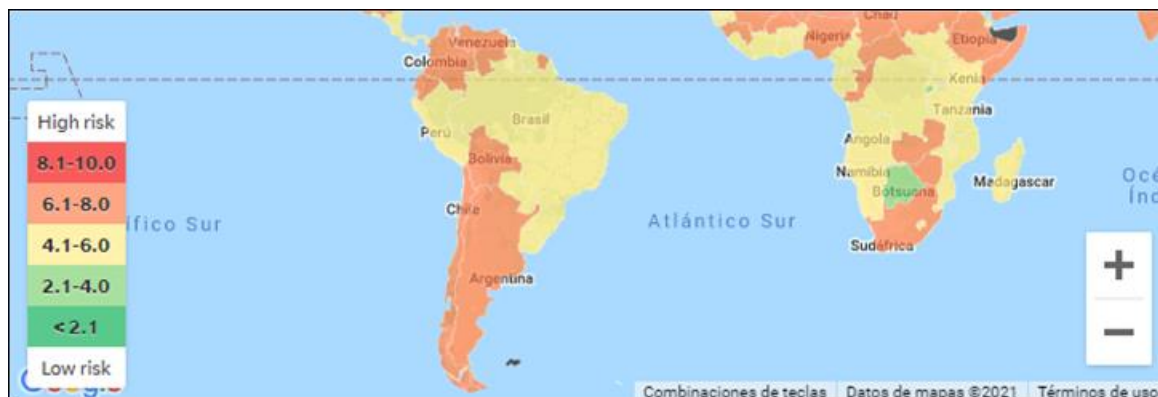 Chad
Venezuela
Nigeria
Etiopía
Colombia
Kenia
High risk
8.1-10.0
6.1-8.0
4.1-6.0
2.1-4.0
<2.1
Low risk
Perú
Brasil
Tanzania
Angola
Bolivia
Namibia
Botsuana
Madagascar
Océ
Índ
Chile
ífico Sur
Atlántico Sur
Sudáfrica
Argentina
+
−
Google
Combinaciones de teclas
Datos de mapas ©2021
Términos de uso